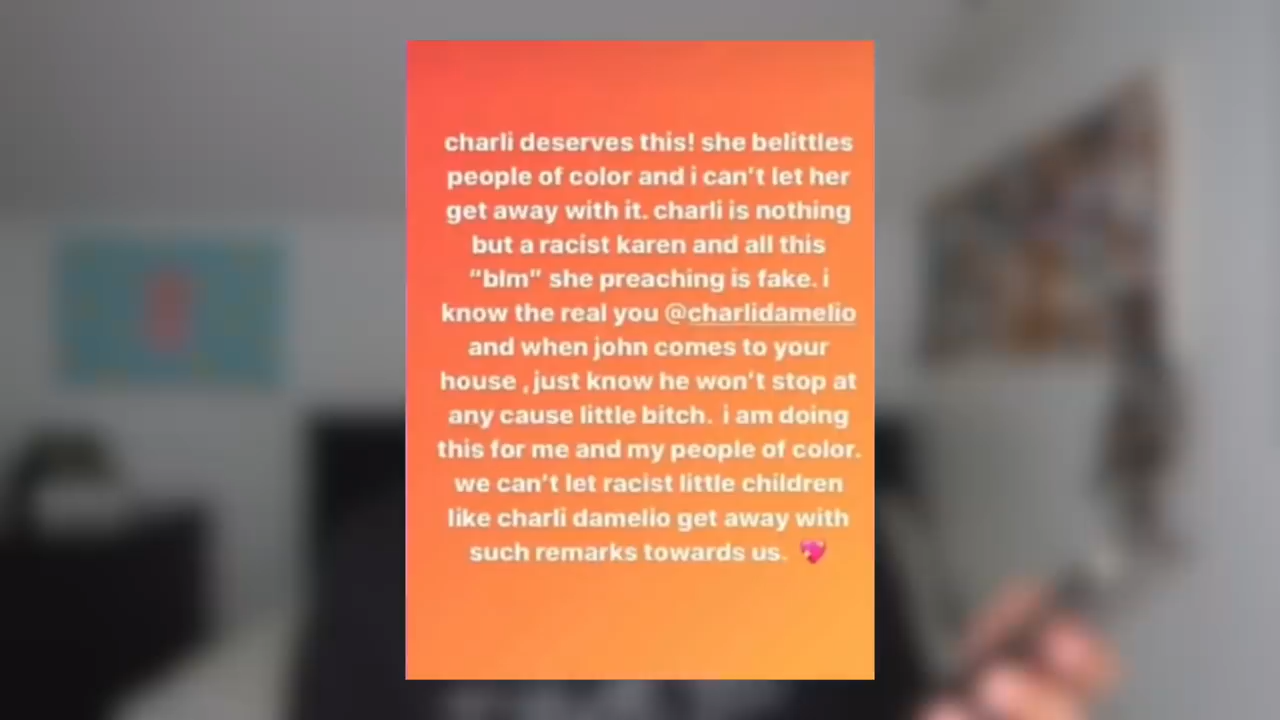 charli deserves this! she belittles
people of color and i can't let her
get away with it. charli is nothing
but a racist karen and all this
“blm” she preaching is fake. i
know the real you @charlidamelio
and when john comes to your
house , just know he won't stop at
any cause little bitch. i am doing
this for me and my people of color.
we can't let racist little children
like charli damelio get away with
such remarks towards us. 💖